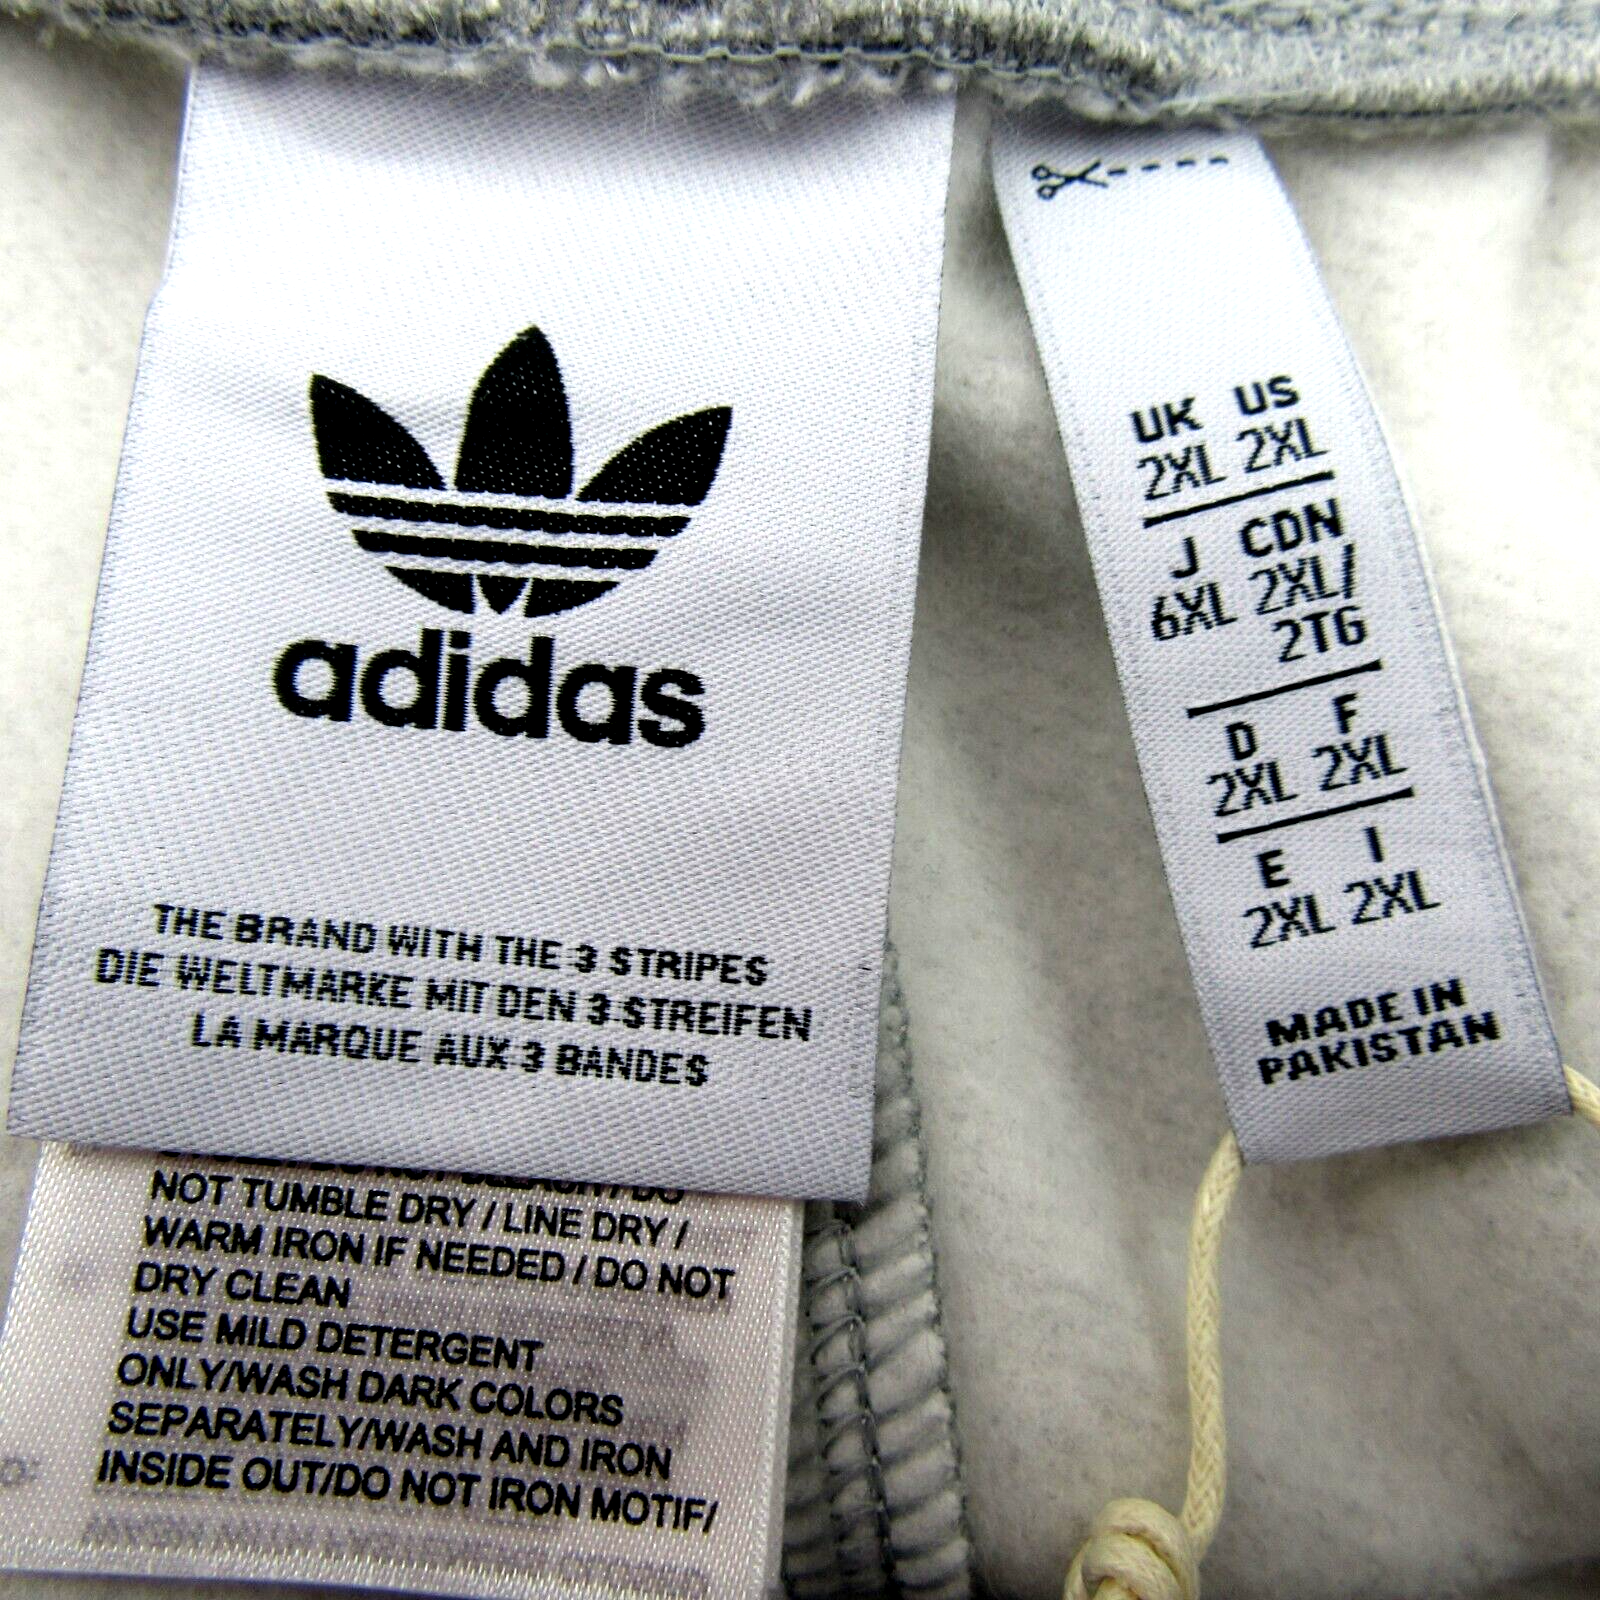 adidas
THE BRAND WITH THE 3 STRIPES
DIE WELTMARKE MIT DEN 3 STREIFEN
LA MARQUE AUX 3 BANDES
NOT TUMBLE DRY / LINE DRY /
WARM IRON IF NEEDED / DO NOT
DRY CLEAN
USE MILD DETERGENT
ONLY/WASH DARK COLORS
SEPARATELY/WASH AND IRON
INSIDE OUT/DO NOT IRON MOTIF/
UK US
2XL 2XL
J CDN
6XL 2XL/
2TG
D F
2XL 2XL
E I
2XL 2XL
MADE IN
PAKISTAN